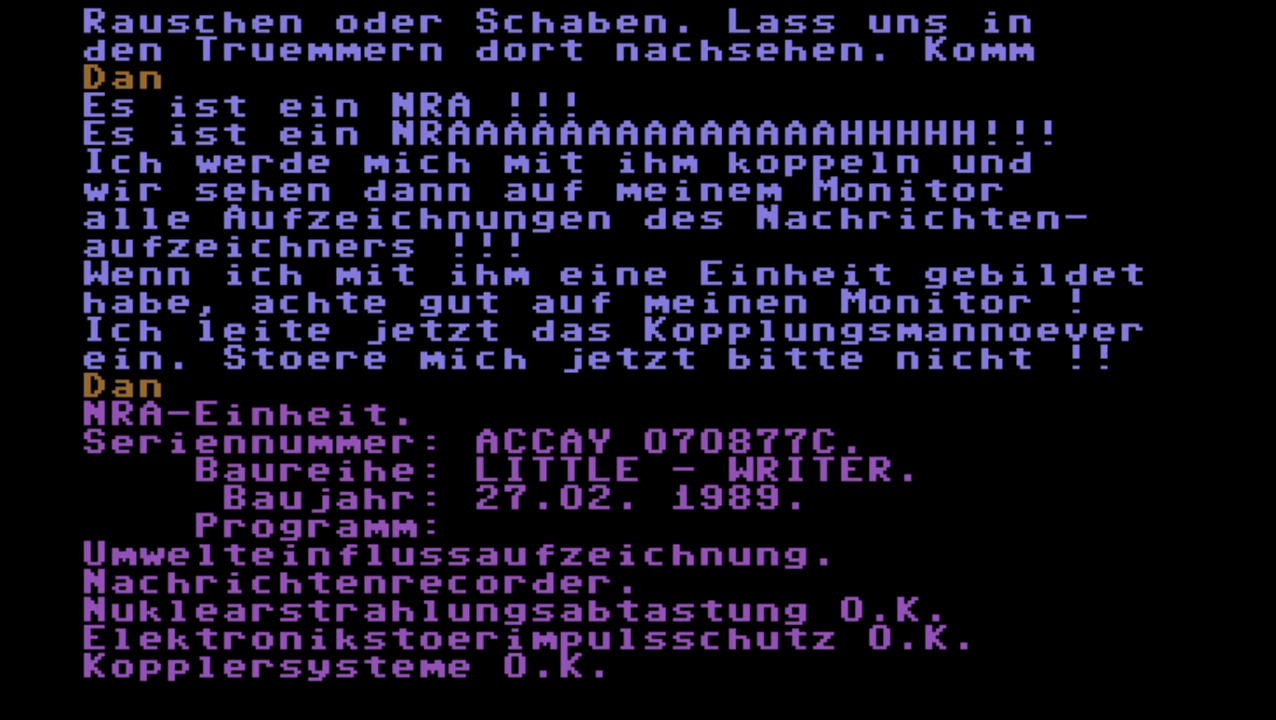 Rauschen oder Schaben. Lass uns in
den Truemmern dort nachsehen. Komm
Dan
Es ist ein NRA !!!
Es ist ein NRAAAAAAAAAAAAAAHHHHH!!!
Ich werde mich mit ihm koppeln und
wir sehen dann auf meinem Monitor
alle Aufzeichnungen des Nachrichten-
aufzeichners !!!
Wenn ich mit ihm eine Einheit gebildet
habe, achte gut auf meinen Monitor !
Ich leite jetzt das Kopplungsmannoever
ein. Stoere mich jetzt bitte nicht !!
Dan
NRA-Einheit.
Seriennummer: ACCAY 070877C.
Baureihe: LITTLE - WRITER.
Baujahr: 27.02. 1989.
Programm:
Umwelteinflussaufzeichnung.
Nachrichtenrecorder.
Nuklearstrahlungsabtastung O.K.
Elektronikstoerimpulsschutz O.K.
Kopplersysteme O.K.